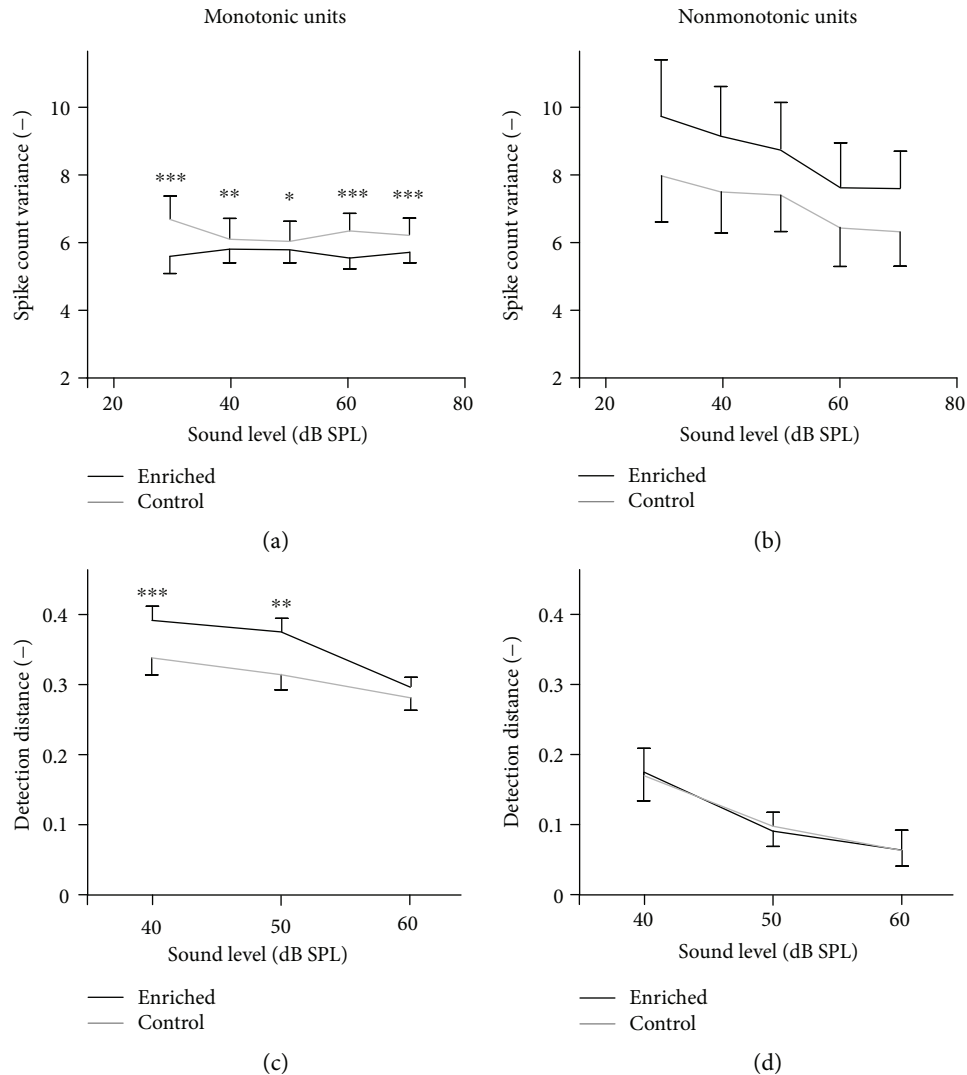 Monotonic units
Nonmonotonic units
Spike count variance (−)
10
8
6
4
2
***
**
*
***
***
20
40
60
80
Sound level (dB SPL)
Enriched
Control
(a)
Spike count variance (−)
10
8
6
4
2
20
40
60
80
Sound level (dB SPL)
Enriched
Control
(b)
Detection distance (−)
0.4
0.3
0.2
0.1
0
***
**
40
50
60
Sound level (dB SPL)
Enriched
Control
(c)
Detection distance (−)
0.4
0.3
0.2
0.1
0
40
50
60
Sound level (dB SPL)
Enriched
Control
(d)